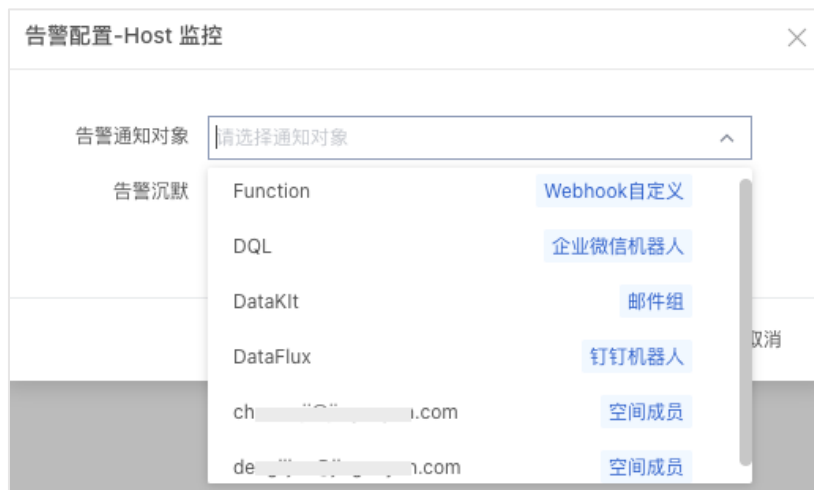 告警配置-Host 监控
告警通知对象 请选择通知对象
告警沉默
Function Webhook自定义
DQL 企业微信机器人
DataKIt 邮件组
DataFlux 钉钉机器人
取消
.com 空间成员
.com 空间成员